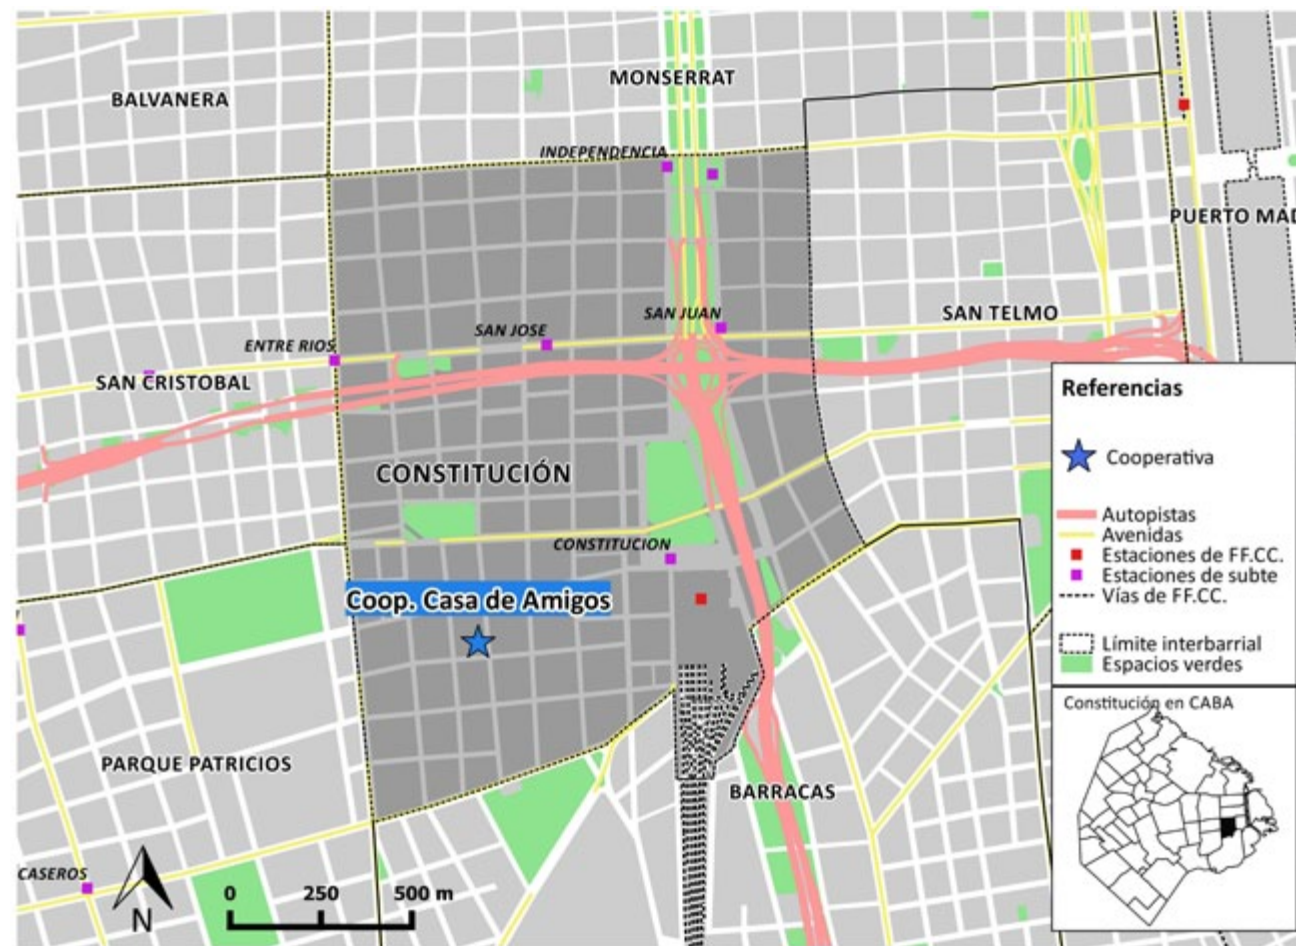 MONSERRAT
BALVANERA
INDEPENDENCIA
PUERTO MAD
SAN TELMO
SAN JUAN
SAN JOSE
ENTRE RIOS
SAN CRISTOBAL
CONSTITUCIÓN
CONSTITUCION
Coop. Casa de Amigos
PARQUE PATRICIOS
BARRACAS
CASEROS
N
0 250 500 m
Referencias
Cooperativa
Autopistas
Avenidas
Estaciones de FF.CC.
Estaciones de subte
Vías de FF.CC.
Límite interbarrial
Espacios verdes
Constitución en CABA